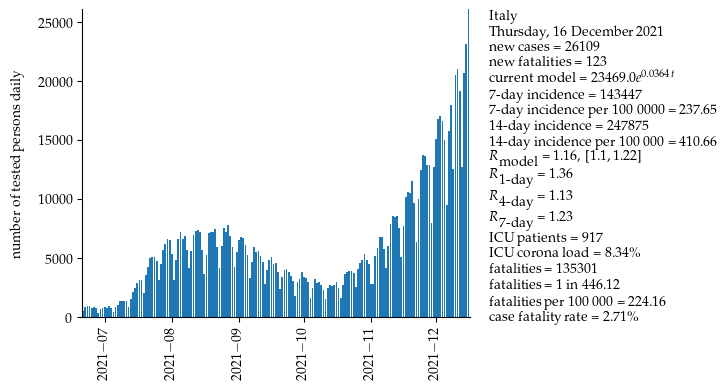 number of tested persons daily
25000
20000
15000
10000
5000
0
2021−07
2021−08
2021−09
2021−10
2021−11
2021−12
Italy
Thursday, 16 December 2021
new cases = 26109
new fatalities = 123
current model = 23469.0e^0.0364 t
7-day incidence = 143447
7-day incidence per 100 0000 = 237.65
14-day incidence = 247875
14-day incidence per 100 000 = 410.66
R model = 1.16, [1.1, 1.22]
R 1-day = 1.36
R 4-day = 1.13
R 7-day = 1.23
ICU patients = 917
ICU corona load = 8.34%
fatalities = 135301
fatalities = 1 in 446.12
fatalities per 100 000 = 224.16
case fatality rate = 2.71%